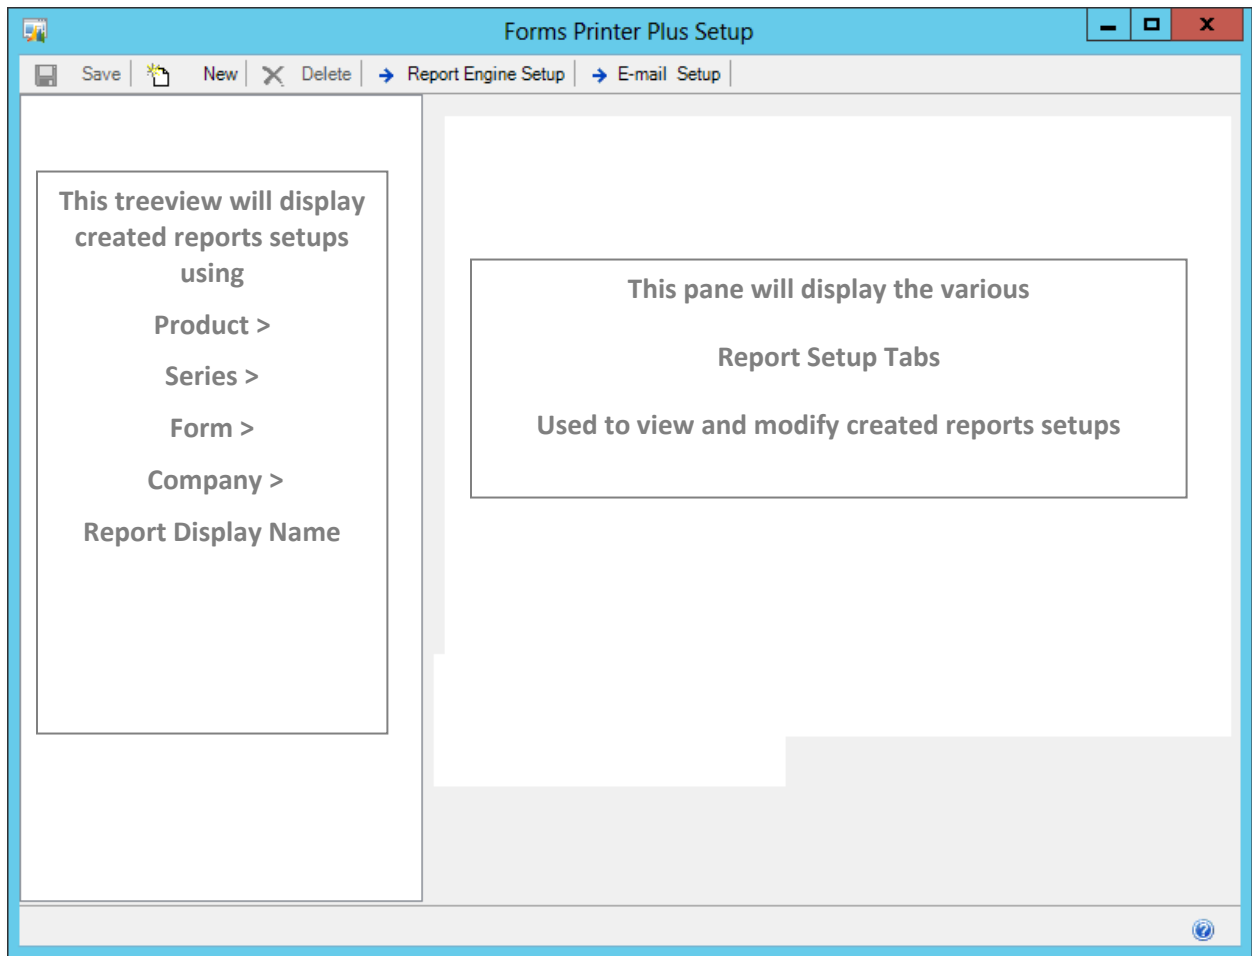 Forms Printer Plus Setup
Save New Delete Report Engine Setup E-mail Setup
This treeview will display
created reports setups
using
Product >
Series >
Form >
Company >
Report Display Name
This pane will display the various
Report Setup Tabs
Used to view and modify created reports setups